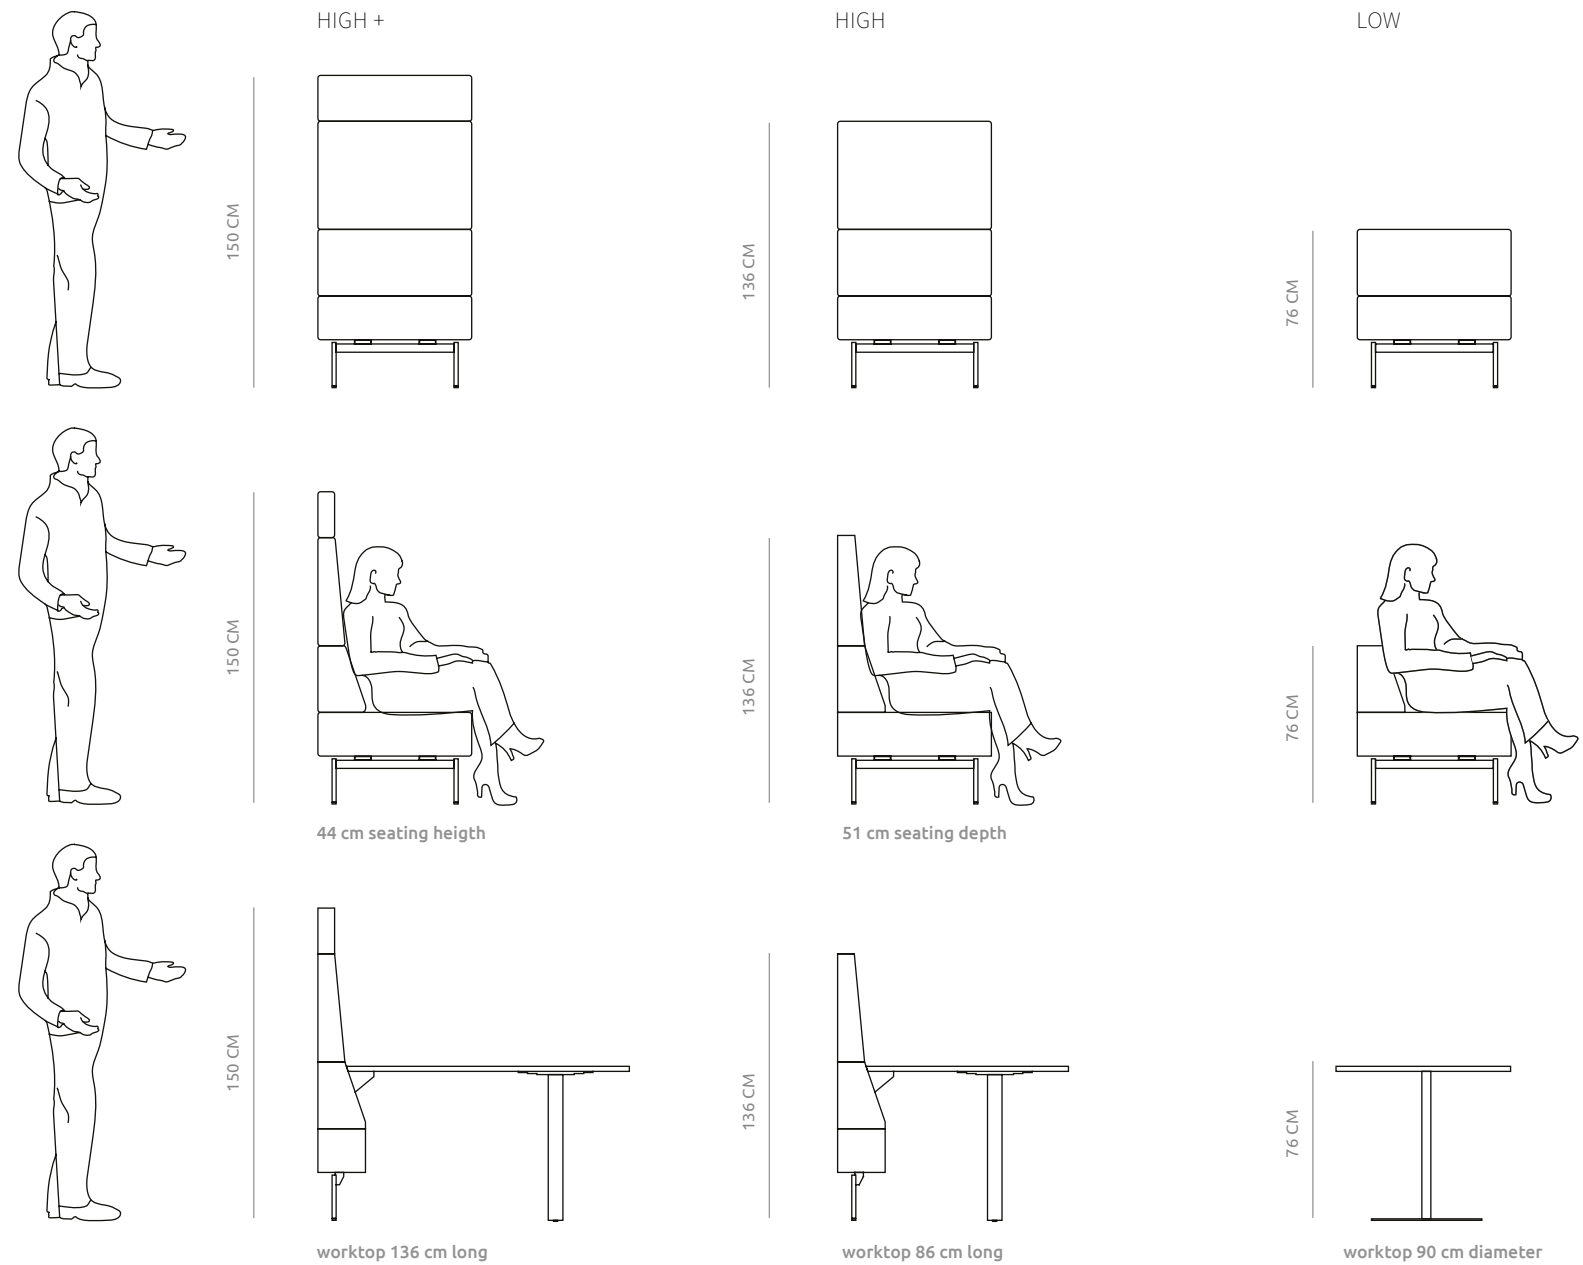 HIGH +
HIGH
LOW
150 CM
136 CM
76 CM
150 CM
136 CM
76 CM
44 cm seating heigth
51 cm seating depth
150 CM
136 CM
76 CM
worktop 136 cm long
worktop 86 cm long
worktop 90 cm diameter